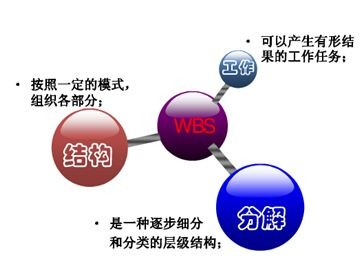 • 可以产生有形结
果的工作任务；
工作
• 按照一定的模式，
组织各部分；
WBS
结构
分解
• 是一种逐步细分
和分类的层级结构；